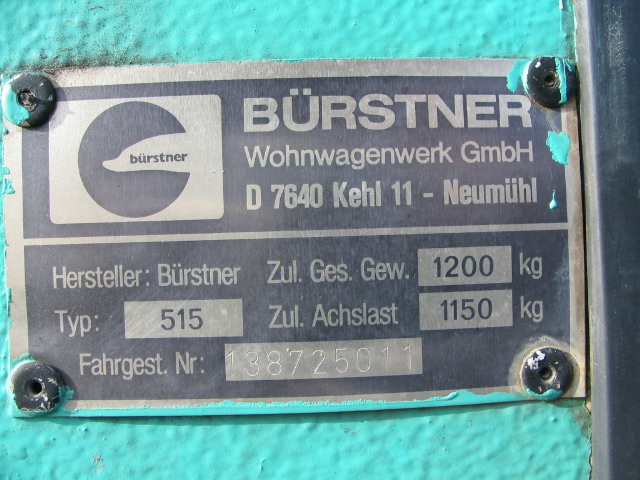 bürstner
BÜRSTNER
Wohnwagenwerk GmbH
D 7640 Kehl 11 - Neumühl
Hersteller: Bürstner Zul. Ges. Gew. 1200 kg
Typ: 515 Zul. Achslast 1150 kg
Fahrgest. Nr: 138725011